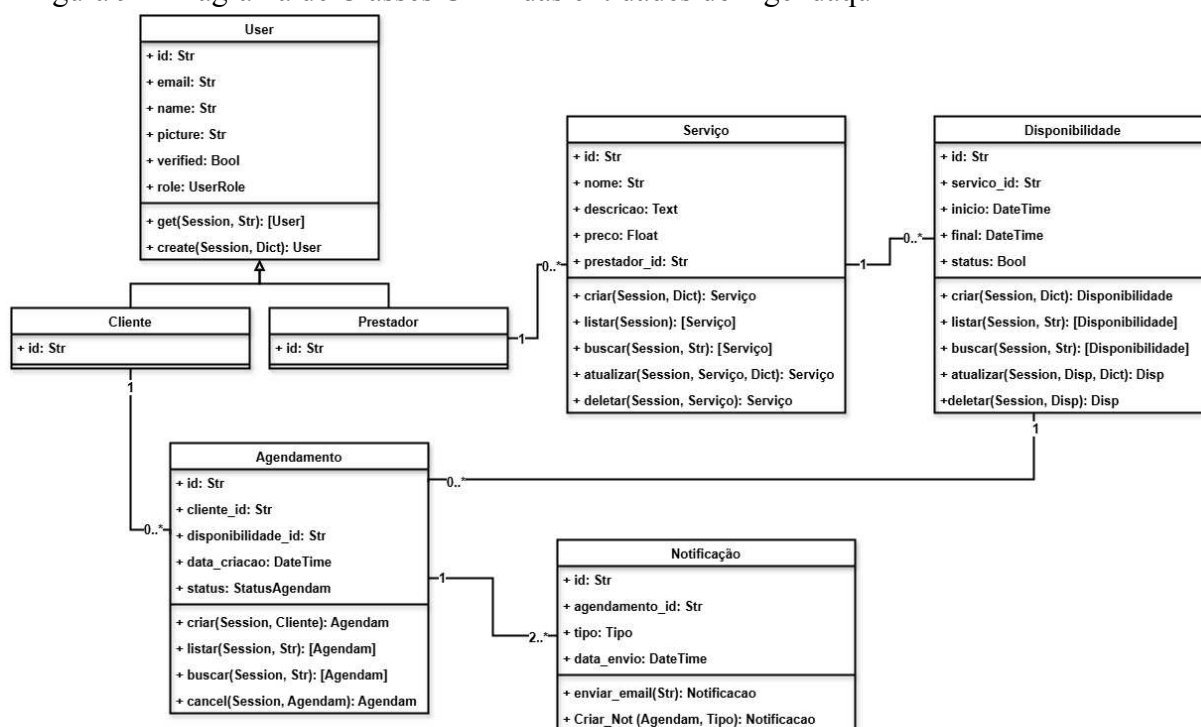 User
+ id: Str
+ email: Str
+ name: Str
+ picture: Str
+ verified: Bool
+ role: UserRole
+ get(Session, Str): [User]
+ create(Session, Dict): User
Cliente
+ id: Str
Prestador
+ id: Str
1
0..*
Serviço
+ id: Str
+ nome: Str
+ descricao: Text
+ preco: Float
+ prestador_id: Str
+ criar(Session, Dict): Serviço
+ listar(Session): [Serviço]
+ buscar(Session, Str): [Serviço]
+ atualizar(Session, Serviço, Dict): Serviço
+ deletar(Session, Serviço): Serviço
1
0..*
Disponibilidade
+ id: Str
+ servico_id: Str
+ inicio: DateTime
+ final: DateTime
+ status: Bool
+ criar(Session, Dict): Disponibilidade
+ listar(Session, Str): [Disponibilidade]
+ buscar(Session, Str): [Disponibilidade]
+ atualizar(Session, Disp, Dict): Disp
+deletar(Session, Disp): Disp
1
0..*
1
0..*
Agendamento
+ id: Str
+ cliente_id: Str
+ disponibilidade_id: Str
+ data_criacao: DateTime
+ status: StatusAgendam
+ criar(Session, Cliente): Agendam
+ listar(Session, Str): [Agendam]
+ buscar(Session, Str): [Agendam]
+ cancel(Session, Agendam): Agendam
1
2..*
Notificação
+ id: Str
+ agendamento_id: Str
+ tipo: Tipo
+ data_envio: DateTime
+ enviar_email(Str): Notificacao
+ Criar_Not (Agendam, Tipo): Notificacao